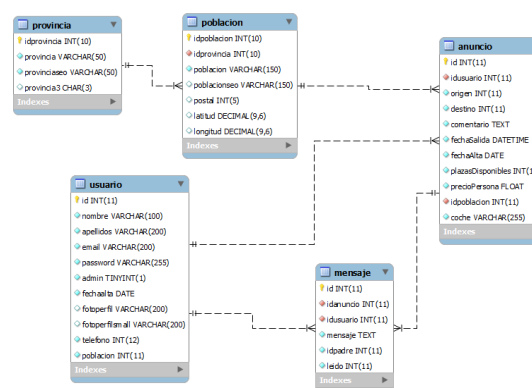 provincia
idprovincia INT(10)
provincia VARCHAR(50)
provinciaseo VARCHAR(50)
provincia3 CHAR(3)
Indexes
poblacion
idpoblacion INT(10)
idprovincia INT(10)
poblacion VARCHAR(150)
poblacionseo VARCHAR(150)
postal INT(5)
latitud DECIMAL(9,6)
longitud DECIMAL(9,6)
Indexes
anuncio
id INT(11)
idusuario INT(11)
origen INT(11)
destino INT(11)
comentario TEXT
fechaSalida DATETIME
fechaAlta DATE
plazasDisponibles INT(1
precioPersona FLOAT
idpoblacion INT(11)
coche VARCHAR(255)
Indexes
usuario
id INT(11)
nombre VARCHAR(100)
apellidos VARCHAR(200)
email VARCHAR(200)
password VARCHAR(255)
admin TINYINT(1)
fechaalta DATE
fotoperfil VARCHAR(200)
fotoperfilsmall VARCHAR(200)
telefono INT(12)
poblacion INT(11)
Indexes
mensaje
id INT(11)
idanuncio INT(11)
idusuario INT(11)
mensaje TEXT
idpadre INT(11)
leido INT(11)
Indexes